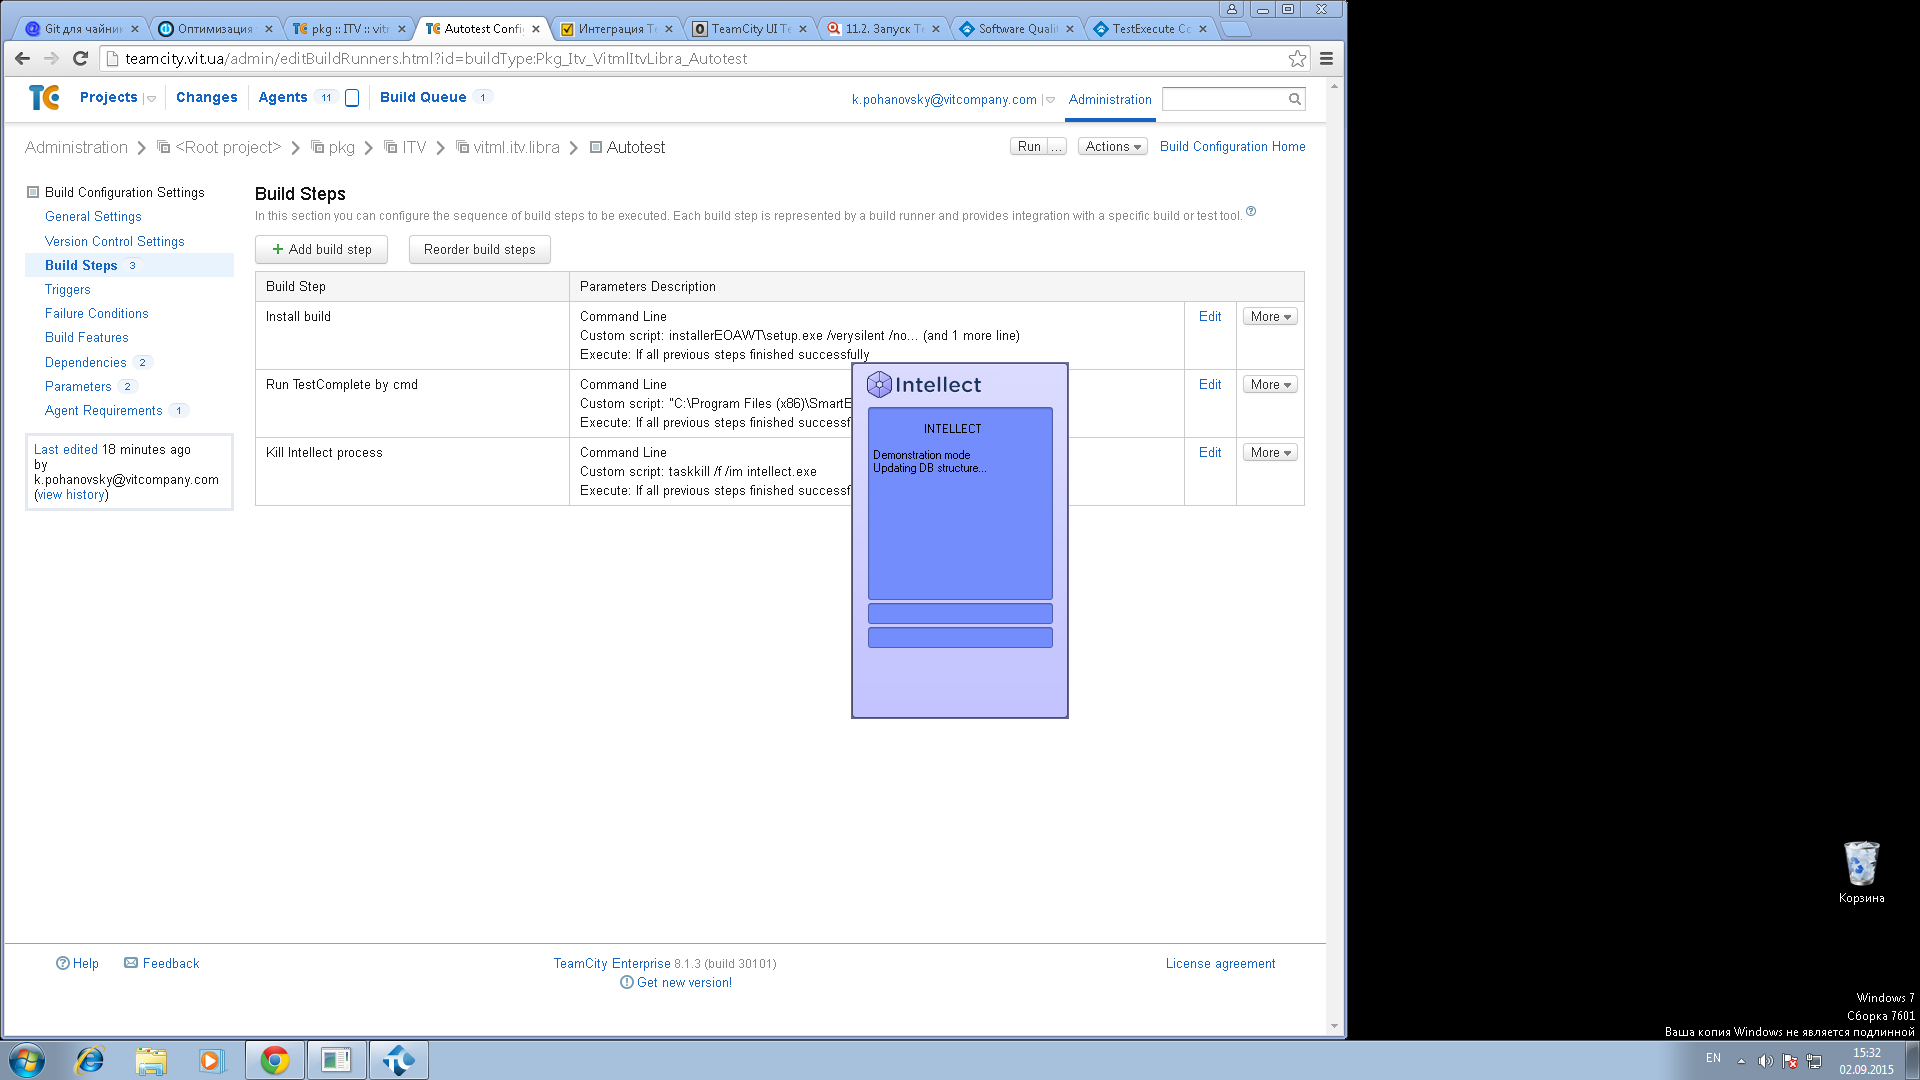 Git для чайник
Оптимизация
pkg :: ITV :: vitr
Autotest Confi
Интеграция Te
TeamCity UI Te
11.2. Запуск T
Software Quali
TestExecute Co
teamcity.vit.ua/admin/editBuildRunners.html?id=buildType:Pkg_Itv_VitmlItvLibra_Autotest
Projects
Changes
Agents 11
Build Queue 1
k.pohanovsky@vitcompany.com
Administration
Administration
<Root project>
pkg
ITV
vitml.itv.libra
Autotest
Run ...
Actions
Build Configuration Home
Build Configuration Settings
General Settings
Version Control Settings
Build Steps 3
Triggers
Failure Conditions
Build Features
Dependencies 2
Parameters 2
Agent Requirements 1
Last edited 18 minutes ago
by
k.pohanovsky@vitcompany.com
(view history)
Build Steps
In this section you can configure the sequence of build steps to be executed. Each build step is represented by a build runner and provides integration with a specific build or test tool.
Add build step
Reorder build steps
Build Step
Parameters Description
Install build
Command Line
Custom script: installerEOAWT\setup.exe /verysilent /no... (and 1 more line)
Execute: If all previous steps finished successfully
Edit
More
Run TestComplete by cmd
Command Line
Custom script: "C:\Program Files (x86)\SmartE
Execute: If all previous steps finished successf
Edit
More
Kill Intellect process
Command Line
Custom script: taskkill /f /im intellect.exe
Execute: If all previous steps finished successf
Edit
More
Intellect
INTELLECT
Demonstration mode
Updating DB structure...
Help
Feedback
TeamCity Enterprise 8.1.3 (build 30101)
Get new version!
License agreement
Корзина
Windows 7
Сборка 7601
Ваша копия Windows не является подлинной
EN
15:32
02.09.2015